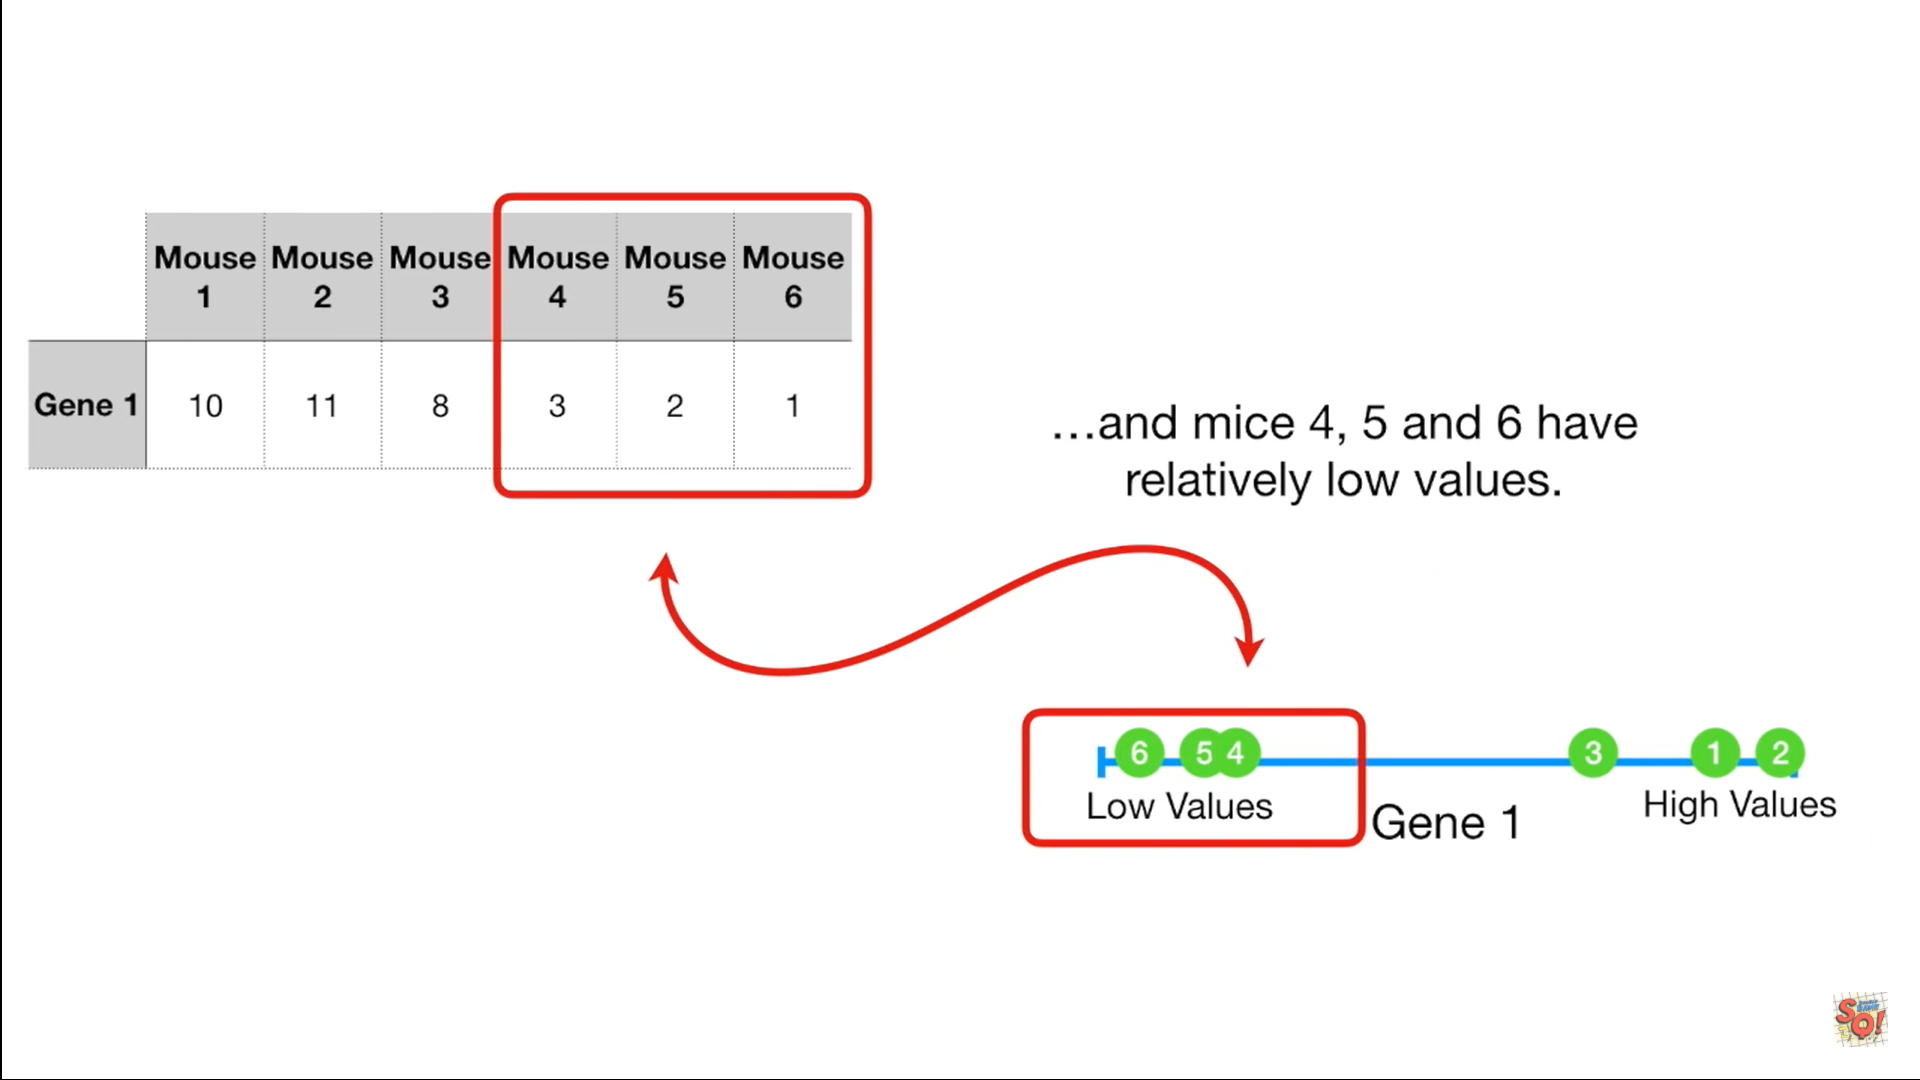 Mouse 1 Mouse 2 Mouse 3 Mouse 4 Mouse 5 Mouse 6
Gene 1 10 11 8 3 2 1
…and mice 4, 5 and 6 have
relatively low values.
6 5 4 3 1 2
Low Values High Values
Gene 1
SQ!